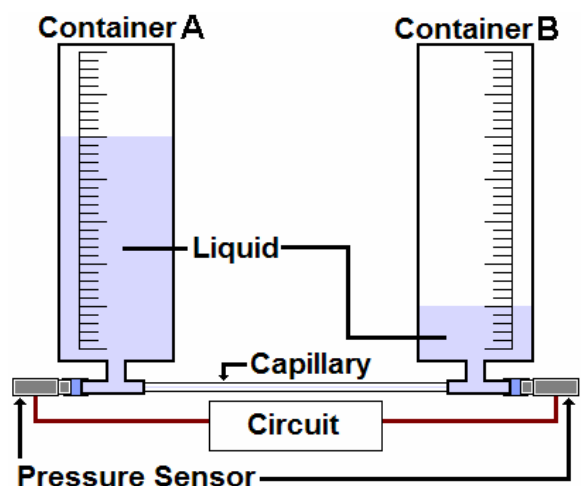 Container A
Container B
Liquid
Capillary
Circuit
Pressure Sensor